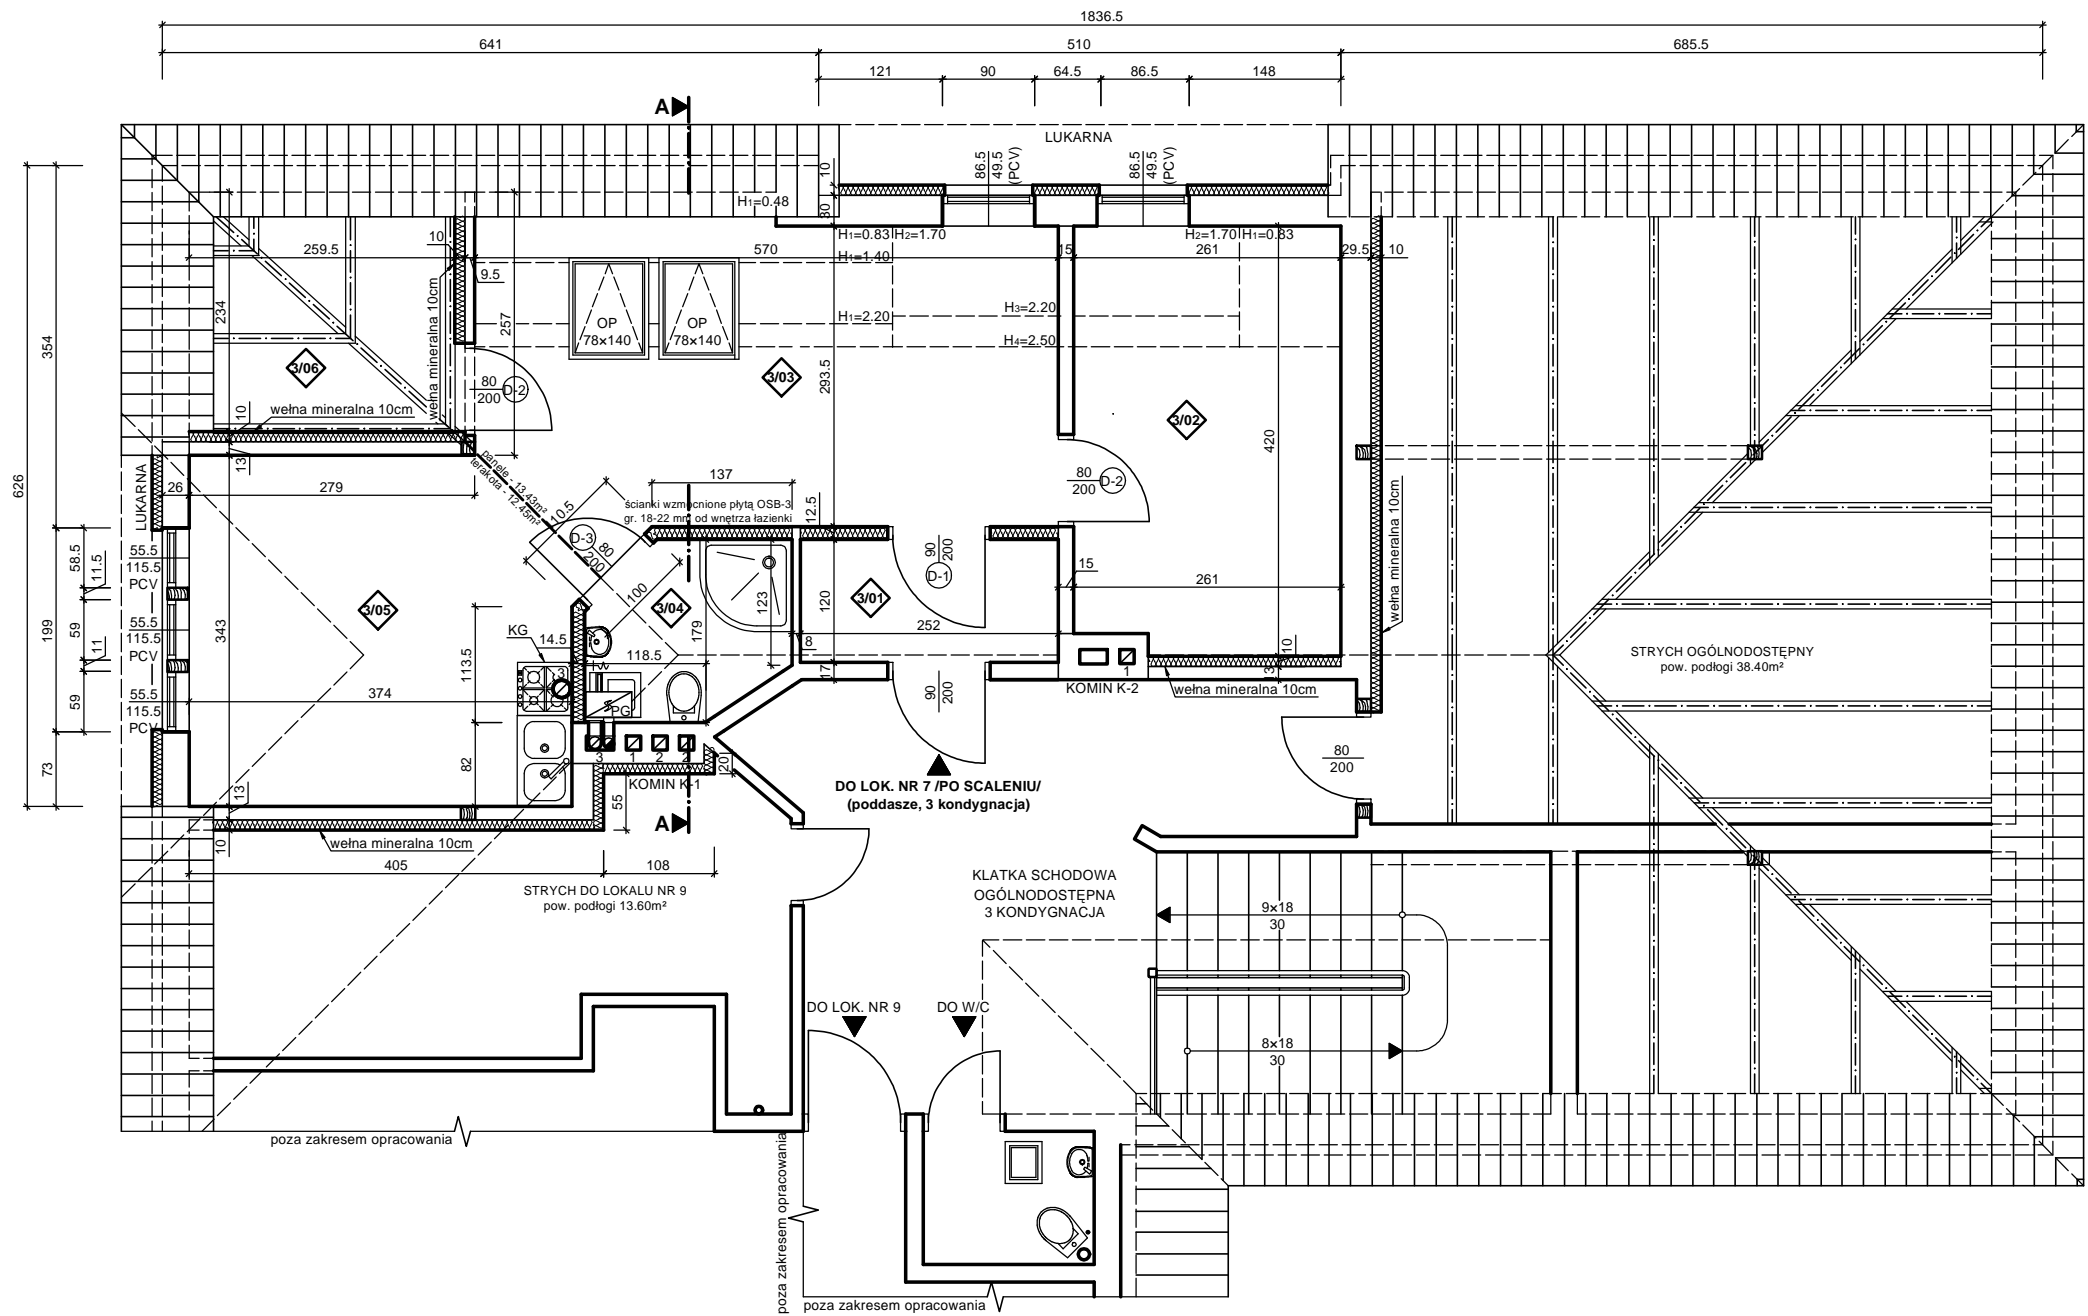 1836.5
641
510
685.5
121
90
64.5
86.5
148
A
LUKARNA
86.5
49.5
(PCV)
86.5
49.5
(PCV)
10
30
H1=0.48
H1=0.83
H2=1.70
H2=1.70
H1=0.83
10
259.5
9.5
570
15
261
29.5
10
H1=1.40
H1=2.20
H3=2.20
H4=2.50
OP
78×140
OP
78×140
234
257
wełna mineralna 10cm
354
626
3/06
3/03
293.5
3/02
420
80
200
D-2
wełna mineralna 10cm
10
13
LUKARNA
26
279
panele - 13.43m²
terakota - 12.45m²
137
ścianki wzmocnione płytą OSB-3
gr. 18-22 mm od wnętrza łazienki
10.5
12.5
80
200
D-2
wełna mineralna 10cm
D-3
80
200
100
90
200
D-1
15
261
58.5
11.5
59
11
59
199
73
55.5
115.5
PCV
55.5
115.5
PCV
55.5
115.5
PCV
3/05
343
KG
14.5
113.5
3/04
179
123
3/01
120
252
8
118.5
17
3
PG
374
82
1
KOMIN K-2
10
13
wełna mineralna 10cm
STRYCH OGÓLNODOSTĘPNY
pow. podłogi 38.40m²
90
200
3
1
2
2
20
KOMIN K-1
55
DO LOK. NR 7 /PO SCALENIU/
(poddasze, 3 kondygnacja)
80
200
13
10
A
wełna mineralna 10cm
405
108
STRYCH DO LOKALU NR 9
pow. podłogi 13.60m²
KLATKA SCHODOWA
OGÓLNODOSTĘPNA
3 KONDYGNACJA
9×18
30
DO LOK. NR 9
DO W/C
8×18
30
poza zakresem opracowania
poza zakresem opracowania
poza zakresem opracowania